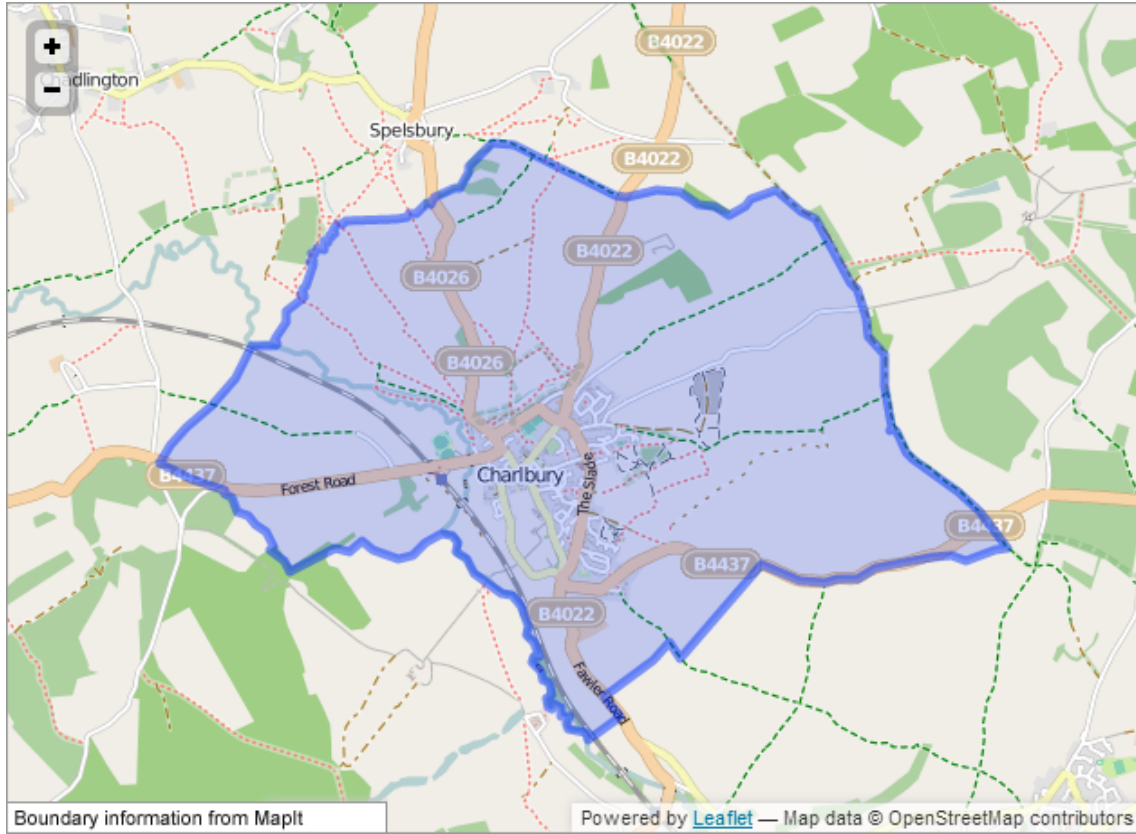 B4022
+
−
Chadlington
Spelsbury
B4022
B4022
B4026
B4026
B4437
Forest Road
Charlbury
The Slade
B4437
B4437
B4022
Fawler Road
Boundary information from MapIt
Powered by Leaflet — Map data © OpenStreetMap contributors